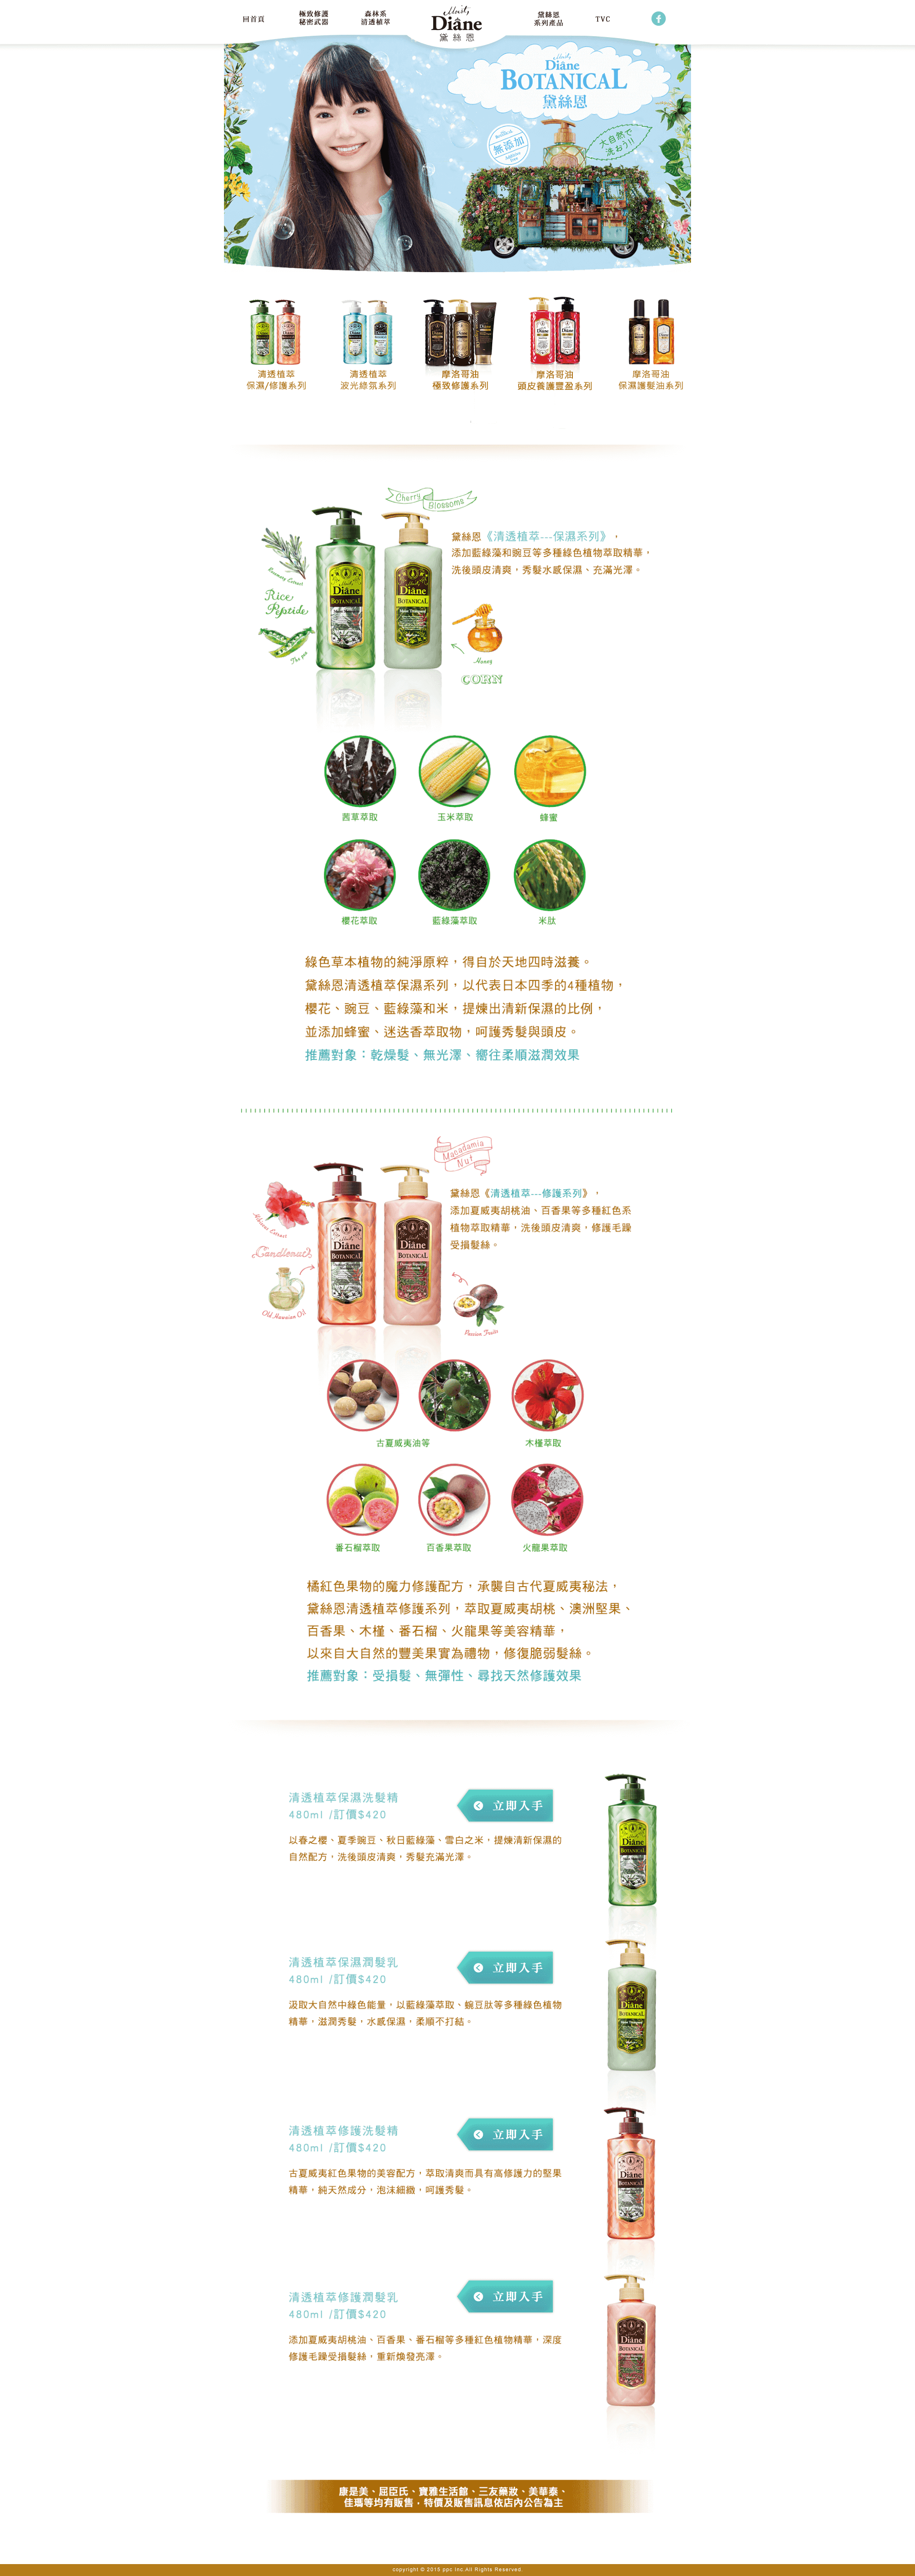 回首頁
極致修護
秘密武器
森林系
清透植萃
Moist
Diane
黛絲恩
黛絲恩
系列產品
TVC
Moist
Diane
BOTANICAL
黛絲恩
無添加
大自然で
洗おう!!
清透植萃
保濕/修護系列
清透植萃
波光綠氛系列
摩洛哥油
極致修護系列
摩洛哥油
頭皮養護豐盈系列
摩洛哥油
保濕護髮油系列
Cherry
Blossoms
Rosemary Extract
Rice
Peptide
The pea
Diane
BOTANICAL
Diane
BOTANICAL
Honey
CORN
黛絲恩《清透植萃---保濕系列》，
添加藍綠藻和豌豆等多種綠色植物萃取精華，
洗後頭皮清爽，秀髮水感保濕、充滿光澤。
茜草萃取
玉米萃取
蜂蜜
櫻花萃取
藍綠藻萃取
米肽
綠色草本植物的純淨原粹，得自於天地四時滋養。
黛絲恩清透植萃保濕系列，以代表日本四季的4種植物，
櫻花、豌豆、藍綠藻和米，提煉出清新保濕的比例，
並添加蜂蜜、迷迭香萃取物，呵護秀髮與頭皮。
推薦對象：乾燥髮、無光澤、嚮往柔順滋潤效果
Macadamia
Nut
Hibiscus Extract
Candlenut
Old Hawaiian Oil
Diane
BOTANICAL
Diane
BOTANICAL
Passion Fruits
黛絲恩《清透植萃---修護系列》，
添加夏威夷胡桃油、百香果等多種紅色系
植物萃取精華，洗後頭皮清爽，修護毛躁
受損髮絲。
古夏威夷油等
木槿萃取
番石榴萃取
百香果萃取
火龍果萃取
橘紅色果物的魔力修護配方，承襲自古代夏威夷秘法，
黛絲恩清透植萃修護系列，萃取夏威夷胡桃、澳洲堅果、
百香果、木槿、番石榴、火龍果等美容精華，
以來自大自然的豐美果實為禮物，修復脆弱髮絲。
推薦對象：受損髮、無彈性、尋找天然修護效果
清透植萃保濕洗髮精
480ml /訂價$420
立即入手
以春之櫻、夏季豌豆、秋日藍綠藻、雪白之米，提煉清新保濕的
自然配方，洗後頭皮清爽，秀髮充滿光澤。
Diane
BOTANICAL
清透植萃保濕潤髮乳
480ml /訂價$420
立即入手
汲取大自然中綠色能量，以藍綠藻萃取、蜿豆肽等多種綠色植物
精華，滋潤秀髮，水感保濕，柔順不打結。
Diane
BOTANICAL
清透植萃修護洗髮精
480ml /訂價$420
立即入手
古夏威夷紅色果物的美容配方，萃取清爽而具有高修護力的堅果
精華，純天然成分，泡沫細緻，呵護秀髮。
Diane
BOTANICAL
清透植萃修護潤髮乳
480ml /訂價$420
立即入手
添加夏威夷胡桃油、百香果、番石榴等多種紅色植物精華，深度
修護毛躁受損髮絲，重新煥發亮澤。
Diane
BOTANICAL
康是美、屈臣氏、寶雅生活館、三友藥妝、美華泰、
佳瑪等均有販售，特價及販售訊息依店內公告為主
copyright © 2015 ppc Inc.All Rights Reserved.